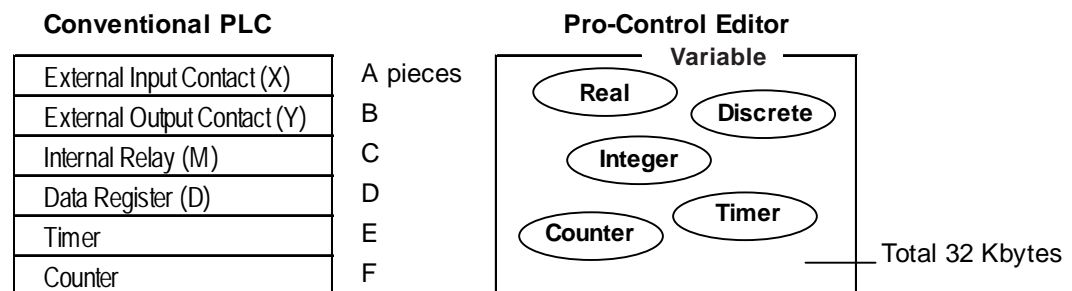 Conventional PLC
External Input Contact (X) A pieces
External Output Contact (Y) B
Internal Relay (M) C
Data Register (D) D
Timer E
Counter F
Pro-Control Editor
Variable
Real
Discrete
Integer
Timer
Counter
Total 32 Kbytes